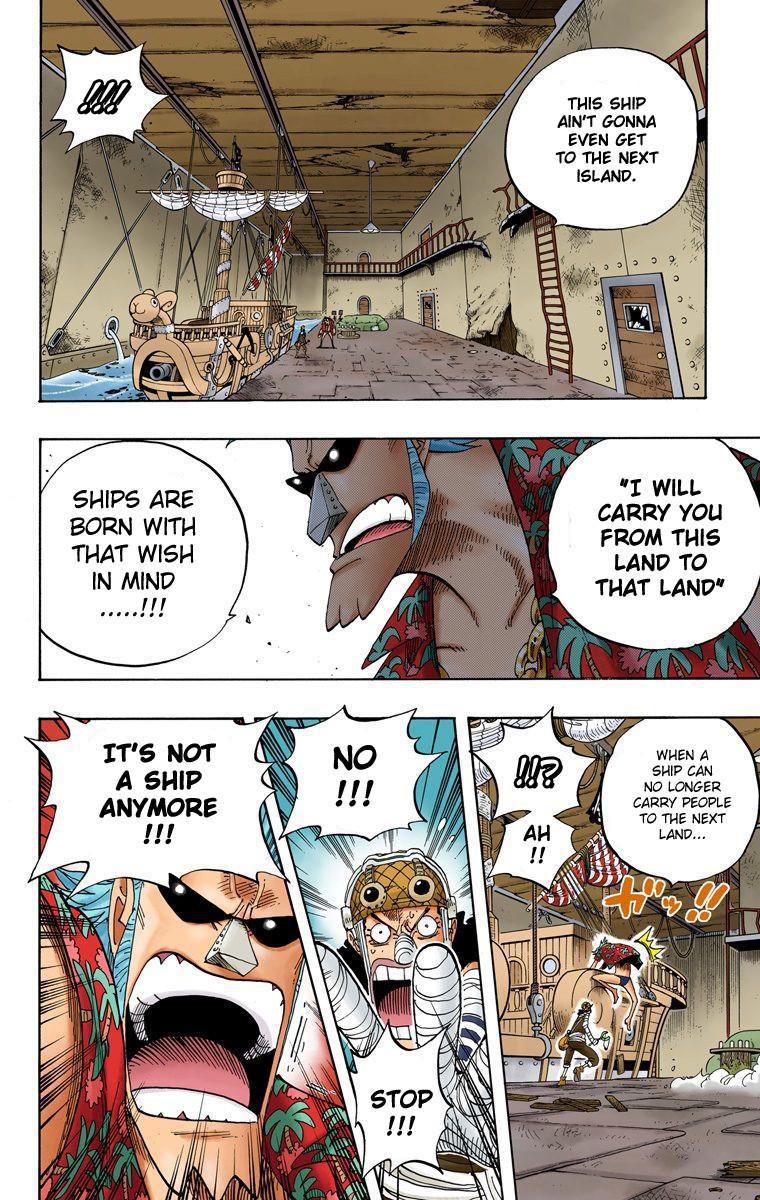 THIS SHIP
AIN'T GONNA
EVEN GET
TO THE NEXT
ISLAND.
!!!
"I WILL
CARRY YOU
FROM THIS
LAND TO
THAT LAND"
SHIPS ARE
BORN WITH
THAT WISH
IN MIND
.....!!!
WHEN A
SHIP CAN
NO LONGER
CARRY PEOPLE
TO THE NEXT
LAND...
!!?
AH
!!
ガッ!!
NO
!!!
STOP
!!!
IT'S NOT
A SHIP
ANYMORE
!!!